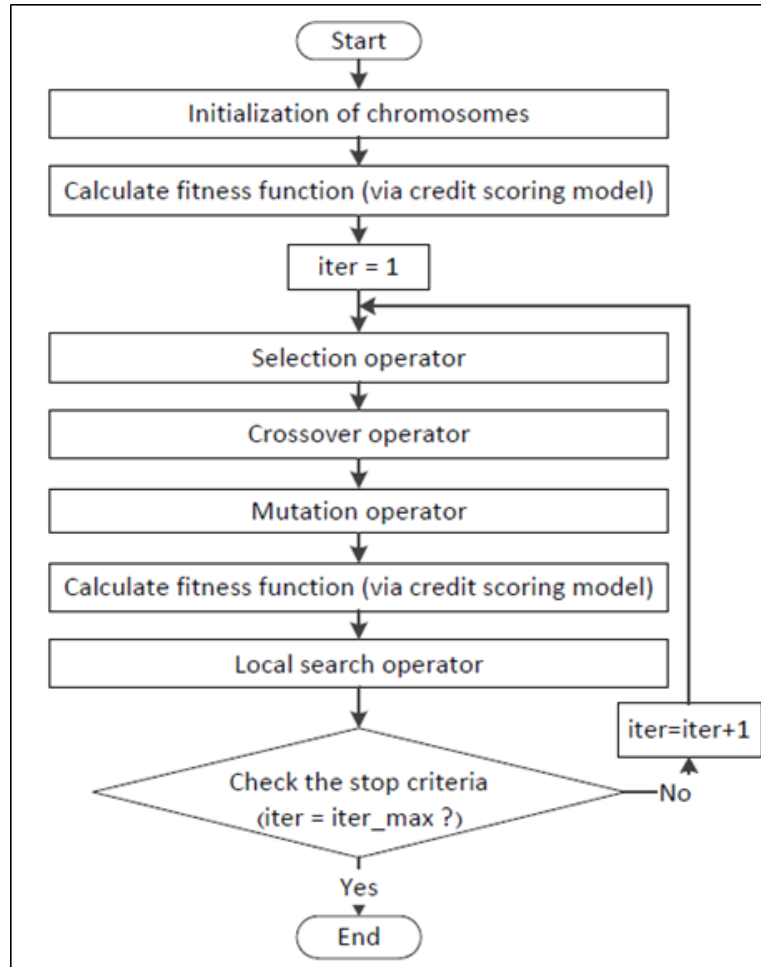 Start
Initialization of chromosomes
Calculate fitness function (via credit scoring model)
iter = 1
Selection operator
Crossover operator
Mutation operator
Calculate fitness function (via credit scoring model)
Local search operator
iter=iter+1
Check the stop criteria
(iter = iter_max ?)
No
Yes
End